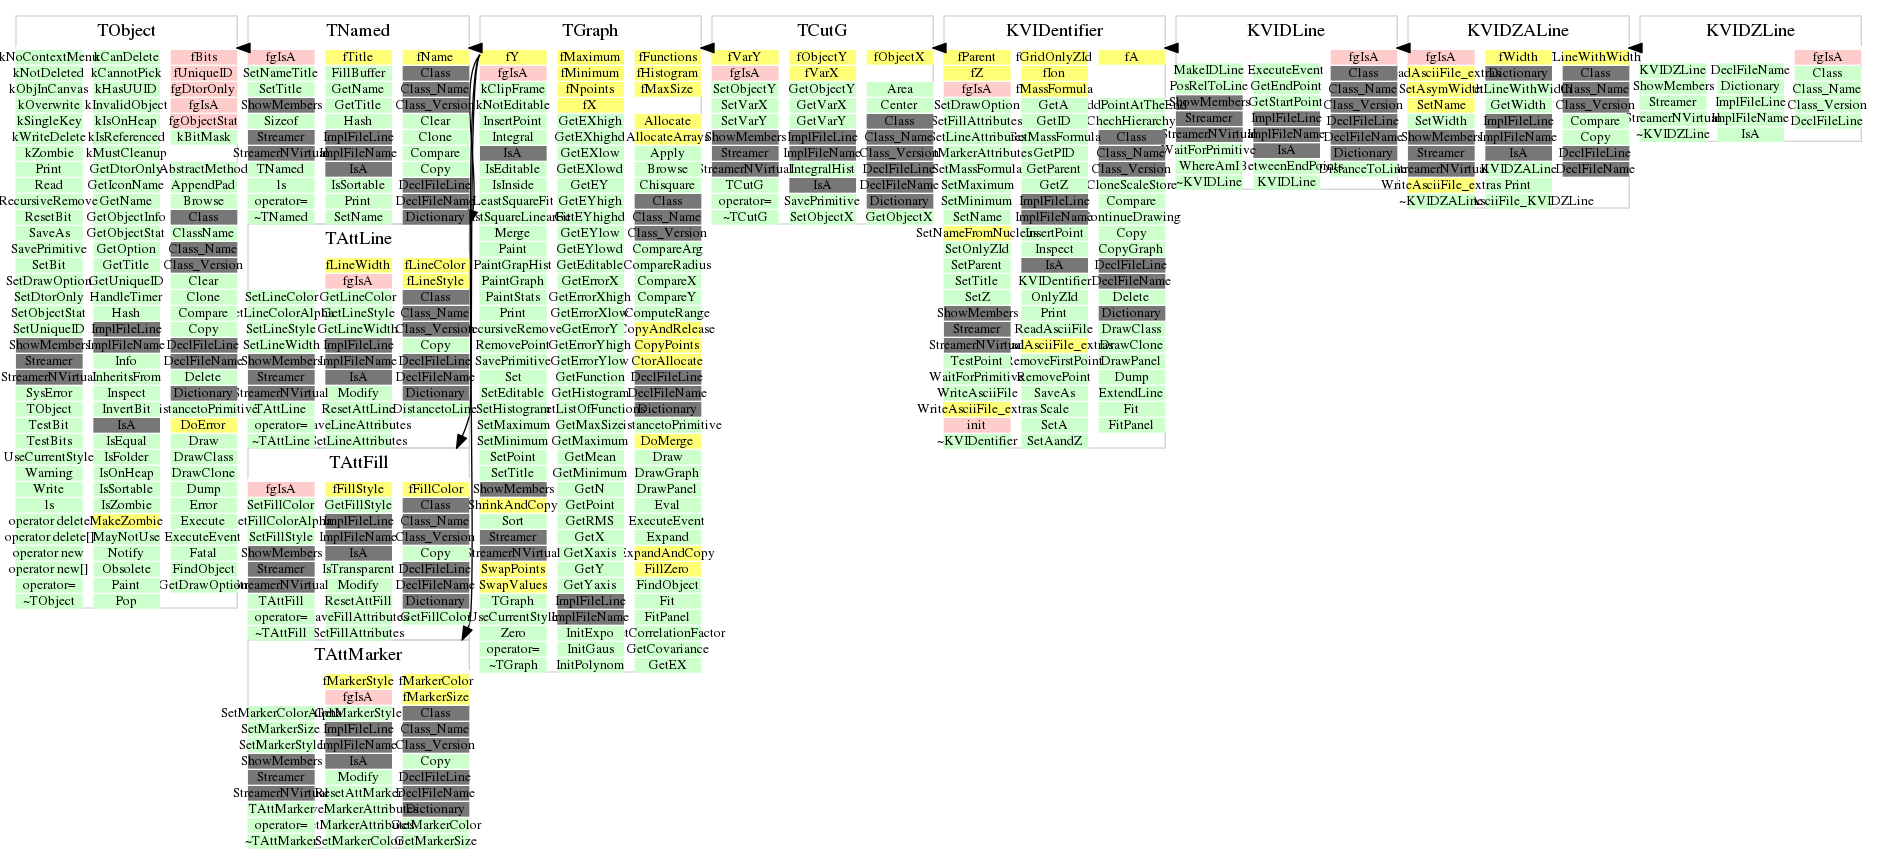 TObject
kNoContextMenu kCanDelete fBits
kNotDeleted kCannotPick fUniqueID
kObjInCanvas kHasUUID fgDtorOnly
kOverwrite kInvalidObject fgIsA
kSingleKey kIsOnHeap fgObjectStat
kWriteDelete kIsReferenced kBitMask
kZombie kMustCleanup
Print GetDtorOnly AbstractMethod
Read GetIconName AppendPad
RecursiveRemove GetName Browse
ResetBit GetObjectInfo Class
SaveAs GetObjectStat ClassName
SavePrimitive GetOption Class_Name
SetBit GetTitle Class_Version
SetDrawOption GetUniqueID Clear
SetDtorOnly HandleTimer Clone
SetObjectStat Hash Compare
SetUniqueID ImplFileLine Copy
ShowMembers ImplFileName DeclFileLine
Streamer Info DeclFileName
StreamerNVirtual InheritsFrom Delete
SysError Inspect Dictionary
TObject InvertBit istancetoPrimitive
TestBit IsA DoError
TestBits IsEqual Draw
UseCurrentStyle IsFolder DrawClass
Warning IsOnHeap DrawClone
Write IsSortable Dump
ls IsZombie Error
operator delete MakeZombie Execute
operator delete[] MayNotUse ExecuteEvent
operator new Notify Fatal
operator new[] Obsolete FindObject
operator= Paint GetDrawOption
~TObject Pop
TNamed
fgIsA fTitle fName
SetNameTitle FillBuffer Class
SetTitle GetName Class_Name
ShowMembers GetTitle Class_Version
Sizeof Hash Clear
Streamer ImplFileLine Clone
StreamerNVirtual ImplFileName Compare
TNamed IsA Copy
ls IsSortable DeclFileLine
operator= Print DeclFileName
~TNamed SetName Dictionary
TAttLine
fLineWidth fLineColor
fgIsA fLineStyle
SetLineColor GetLineColor Class
etLineColorAlpha GetLineStyle Class_Name
SetLineStyle GetLineWidth Class_Version
SetLineWidth ImplFileLine Copy
ShowMembers ImplFileName DeclFileLine
Streamer IsA DeclFileName
StreamerNVirtual Modify Dictionary
TAttLine ResetAttLine DistancetoLine
operator= aveLineAttributes
~TAttLine SetLineAttributes
TAttFill
fgIsA fFillStyle fFillColor
SetFillColor GetFillStyle Class
etFillColorAlpha ImplFileLine Class_Name
SetFillStyle ImplFileName Class_Version
ShowMembers IsA Copy
Streamer IsTransparent DeclFileLine
StreamerNVirtual Modify DeclFileName
TAttFill ResetAttFill Dictionary
operator= aveFillAttributes GetFillColor
~TAttFill SetFillAttributes
TAttMarker
fMarkerStyle fMarkerColor
fgIsA fMarkerSize
SetMarkerColorAlpha GetMarkerStyle Class
SetMarkerSize ImplFileLine Class_Name
SetMarkerStyle ImplFileName Class_Version
ShowMembers IsA Copy
Streamer Modify DeclFileLine
StreamerNVirtual ResetAttMarker DeclFileName
TAttMarker veMarkerAttributes Dictionary
operator= etMarkerAttributes GetMarkerColor
~TAttMarker SetMarkerColor GetMarkerSize
TGraph
fY fMaximum fFunctions
fgIsA fMinimum fHistogram
kClipFrame fNpoints fMaxSize
kNotEditable fX
InsertPoint GetEXhigh Allocate
Integral GetEXhighd AllocateArrays
IsA GetEXlow Apply
IsEditable GetEXlowd Browse
IsInside GetEY Chisquare
LeastSquareFit GetEYhigh Class
stSquareLinearFit GetEYhighd Class_Name
Merge GetEYlow Class_Version
Paint GetEYlowd CompareArg
PaintGrapHist GetEditable CompareRadius
PaintGraph GetErrorX CompareX
PaintStats GetErrorXhigh CompareY
Print GetErrorXlow ComputeRange
ecursiveRemove GetErrorY CopyAndRelease
RemovePoint GetErrorYhigh CopyPoints
SavePrimitive GetErrorYlow CtorAllocate
Set GetFunction DeclFileLine
SetEditable GetHistogram DeclFileName
SetHistogram etListOfFunctions Dictionary
SetMaximum GetMaxSize istancetoPrimitive
SetMinimum GetMaximum DoMerge
SetPoint GetMean Draw
SetTitle GetMinimum DrawGraph
ShowMembers GetN DrawPanel
ShrinkAndCopy GetPoint Eval
Sort GetRMS ExecuteEvent
Streamer GetX Expand
StreamerNVirtual GetXaxis ExpandAndCopy
SwapPoints GetY FillZero
SwapValues GetYaxis FindObject
TGraph ImplFileLine Fit
UseCurrentStyle ImplFileName FitPanel
Zero InitExpo tCorrelationFactor
operator= InitGaus GetCovariance
~TGraph InitPolynom GetEX
TCutG
fVarY fObjectY fObjectX
fgIsA fVarX
SetObjectY GetObjectY Area
SetVarX GetVarX Center
SetVarY GetVarY Class
ShowMembers ImplFileLine Class_Name
Streamer ImplFileName Class_Version
StreamerNVirtual IntegralHist DeclFileLine
TCutG IsA DeclFileName
operator= SavePrimitive Dictionary
~TCutG SetObjectX GetObjectX
KVIDentifier
fParent fGridOnlyZId fA
fZ fIon
fgIsA fMassFormula
SetDrawOption GetA ddPointAtTheEnd
SetFillAttributes GetID ChechHierarchy
SetLineAttributes GetMassFormula Class
tMarkerAttributes GetPID Class_Name
SetMassFormula GetParent Class_Version
SetMaximum GetZ CloneScaleStore
SetMinimum ImplFileLine Compare
SetName ImplFileName ontinueDrawing
SetNameFromNucleus InsertPoint Copy
SetOnlyZId Inspect CopyGraph
SetParent IsA DeclFileLine
SetTitle KVIDentifier DeclFileName
SetZ OnlyZId Delete
ShowMembers Print Dictionary
Streamer ReadAsciiFile DrawClass
StreamerNVirtual adAsciiFile_extras DrawClone
TestPoint RemoveFirstPoint DrawPanel
WaitForPrimitive RemovePoint Dump
WriteAsciiFile SaveAs ExtendLine
WriteAsciiFile_extras Scale Fit
init SetA FitPanel
~KVIDentifier SetAandZ
KVIDLine
fgIsA
MakeIDLine ExecuteEvent Class
PosRelToLine GetEndPoint Class_Name
ShowMembers GetStartPoint Class_Version
Streamer ImplFileLine DeclFileLine
StreamerNVirtual ImplFileName DeclFileName
WaitForPrimitive IsA Dictionary
WhereAmI BetweenEndPoints DistanceToLine
~KVIDLine KVIDLine
KVIDZALine
fgIsA fWidth LineWithWidth
adAsciiFile_extras Dictionary Class
SetAsymWidth tLineWithWidth Class_Name
SetName GetWidth Class_Version
SetWidth ImplFileLine Compare
ShowMembers ImplFileName Copy
Streamer IsA DeclFileLine
StreamerNVirtual KVIDZALine DeclFileName
WriteAsciiFile_extras Print
~KVIDZALine AsciiFile_KVIDZLine
KVIDZLine
fgIsA
KVIDZLine DeclFileName Class
ShowMembers Dictionary Class_Name
Streamer ImplFileLine Class_Version
StreamerNVirtual ImplFileName DeclFileLine
~KVIDZLine IsA